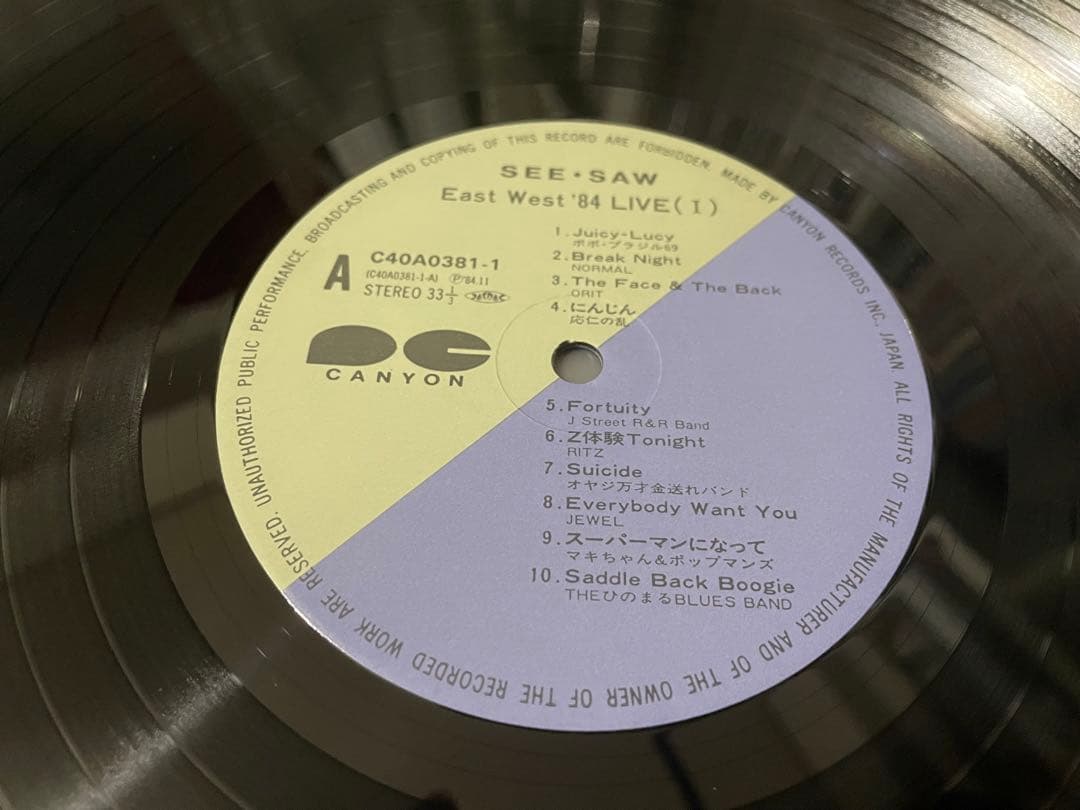 SEE・SAW
East West '84 LIVE(I)
A
C40A0381-1
(C40A0381-1-A) Ⓟ'84.11
STEREO 33 1/3
CANYON
1.Juicy-Lucy
ポポ・ブラジル69
2.Break Night
NORMAL
3.The Face & The Back
ORIT
4.にんじん
応仁の乱
5.Fortuity
J Street R&R Band
6.Z体験Tonight
RITZ
7.Suicide
オヤジ万才金送れバンド
8.Everybody Want You
JEWEL
9.スーパーマンになって
マキちゃん&ポップマンズ
10.Saddle Back Boogie
THEひのまるBLUES BAND
MADE BY CANYON RECORDS INC, JAPAN. ALL RIGHTS OF THE MANUFACTURER AND OF THE OWNER OF THE RECORDED WORK ARE RESERVED. UNAUTHORIZED PUBLIC PERFORMANCE, BROADCASTING AND COPYING OF THIS RECORD ARE FORBIDDEN.